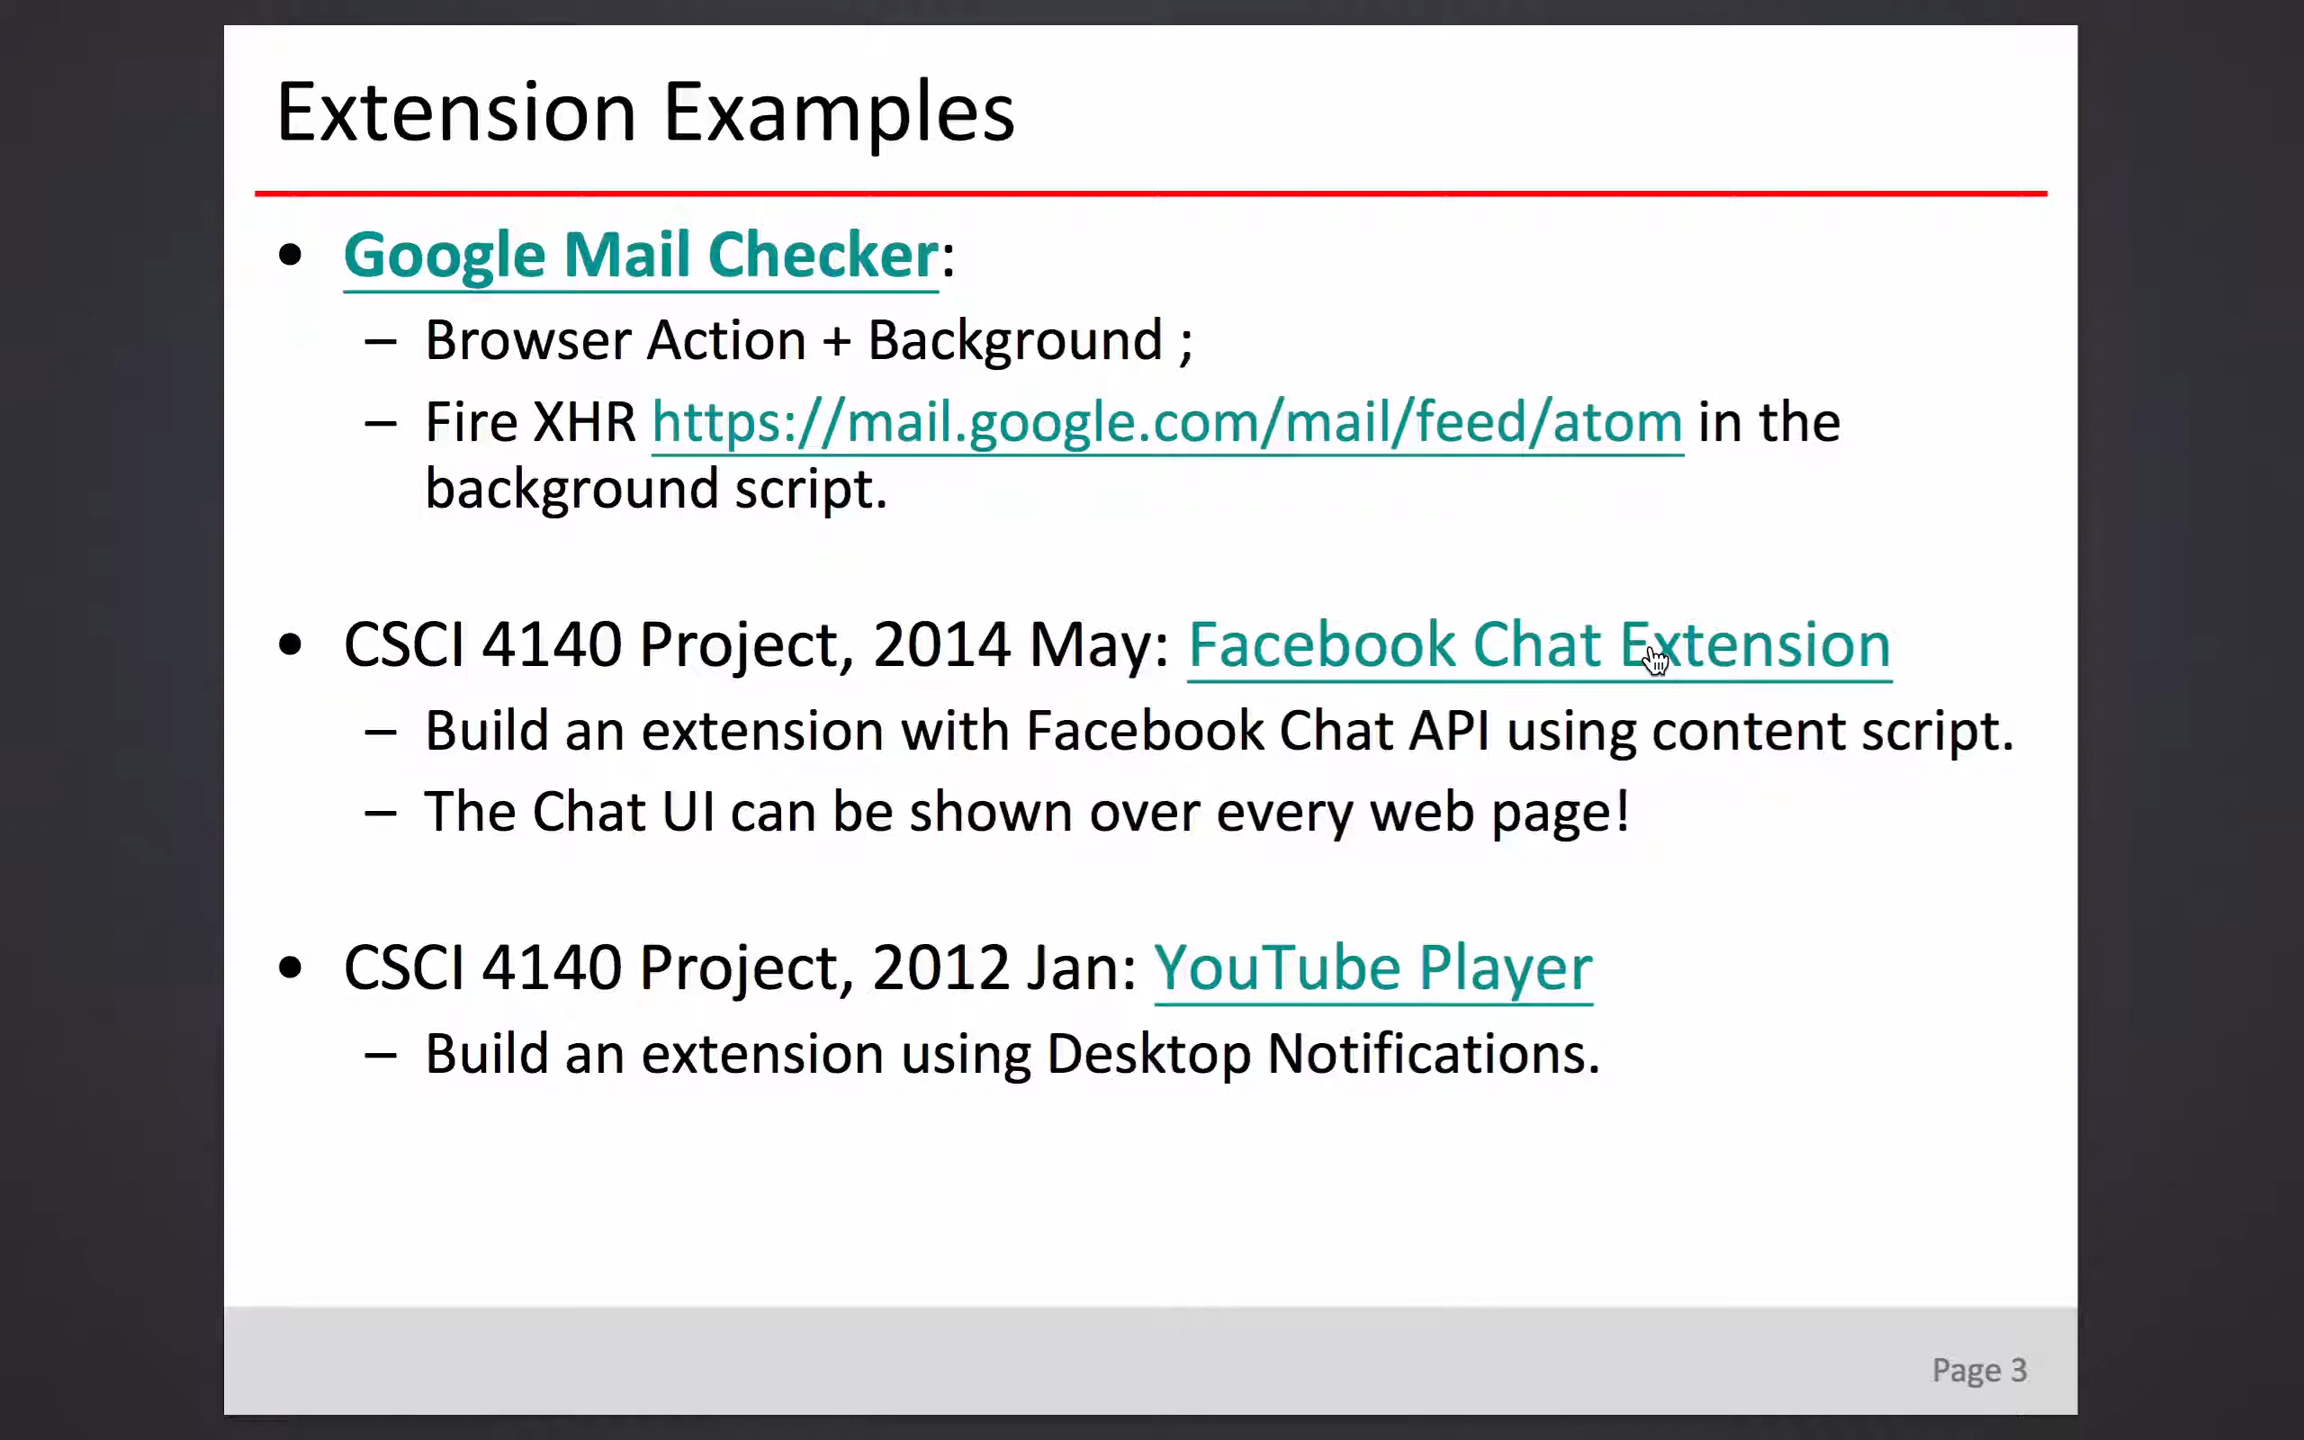 Extension Examples
• Google Mail Checker:
– Browser Action + Background ;
– Fire XHR https://mail.google.com/mail/feed/atom in the
background script.
• CSCI 4140 Project, 2014 May: Facebook Chat Extension
– Build an extension with Facebook Chat API using content script.
– The Chat UI can be shown over every web page!
• CSCI 4140 Project, 2012 Jan: YouTube Player
– Build an extension using Desktop Notifications.
Page 3